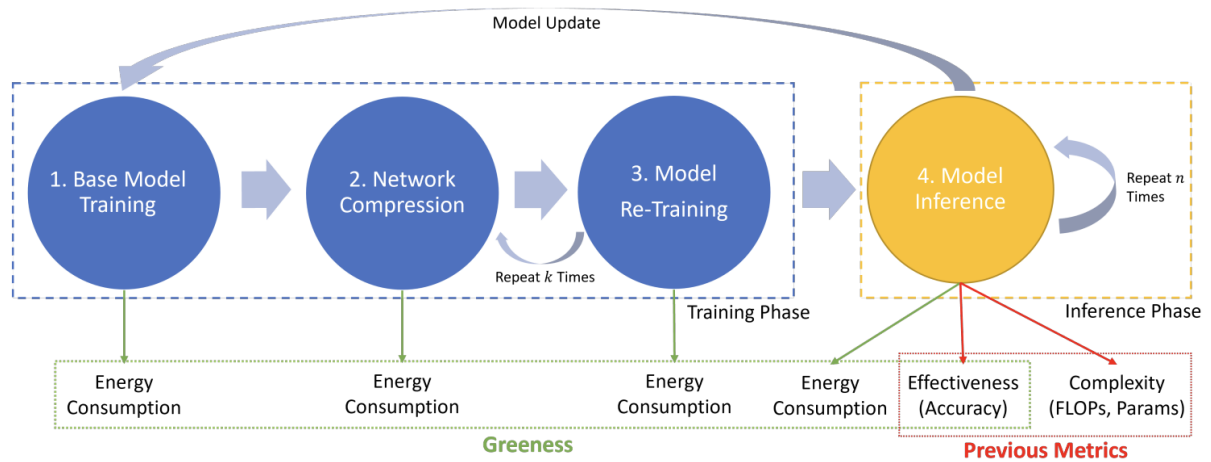 Model Update
1. Base Model
Training
2. Network
Compression
3. Model
Re-Training
4. Model
Inference
Repeat n
Times
Repeat k Times
Training Phase
Inference Phase
Energy
Consumption
Energy
Consumption
Energy
Consumption
Energy
Consumption
Effectiveness
(Accuracy)
Complexity
(FLOPs, Params)
Greeness
Previous Metrics